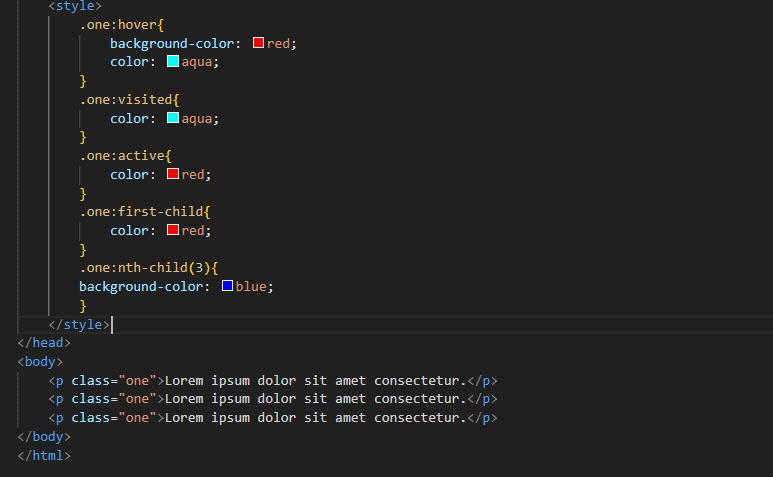 <style>
.one:hover{
background-color: red;
color: aqua;
}
.one:visited{
color: aqua;
}
.one:active{
color: red;
}
.one:first-child{
color: red;
}
.one:nth-child(3){
background-color: blue;
}
</style>
</head>
<body>
<p class="one">Lorem ipsum dolor sit amet consectetur.</p>
<p class="one">Lorem ipsum dolor sit amet consectetur.</p>
<p class="one">Lorem ipsum dolor sit amet consectetur.</p>
</body>
</html>